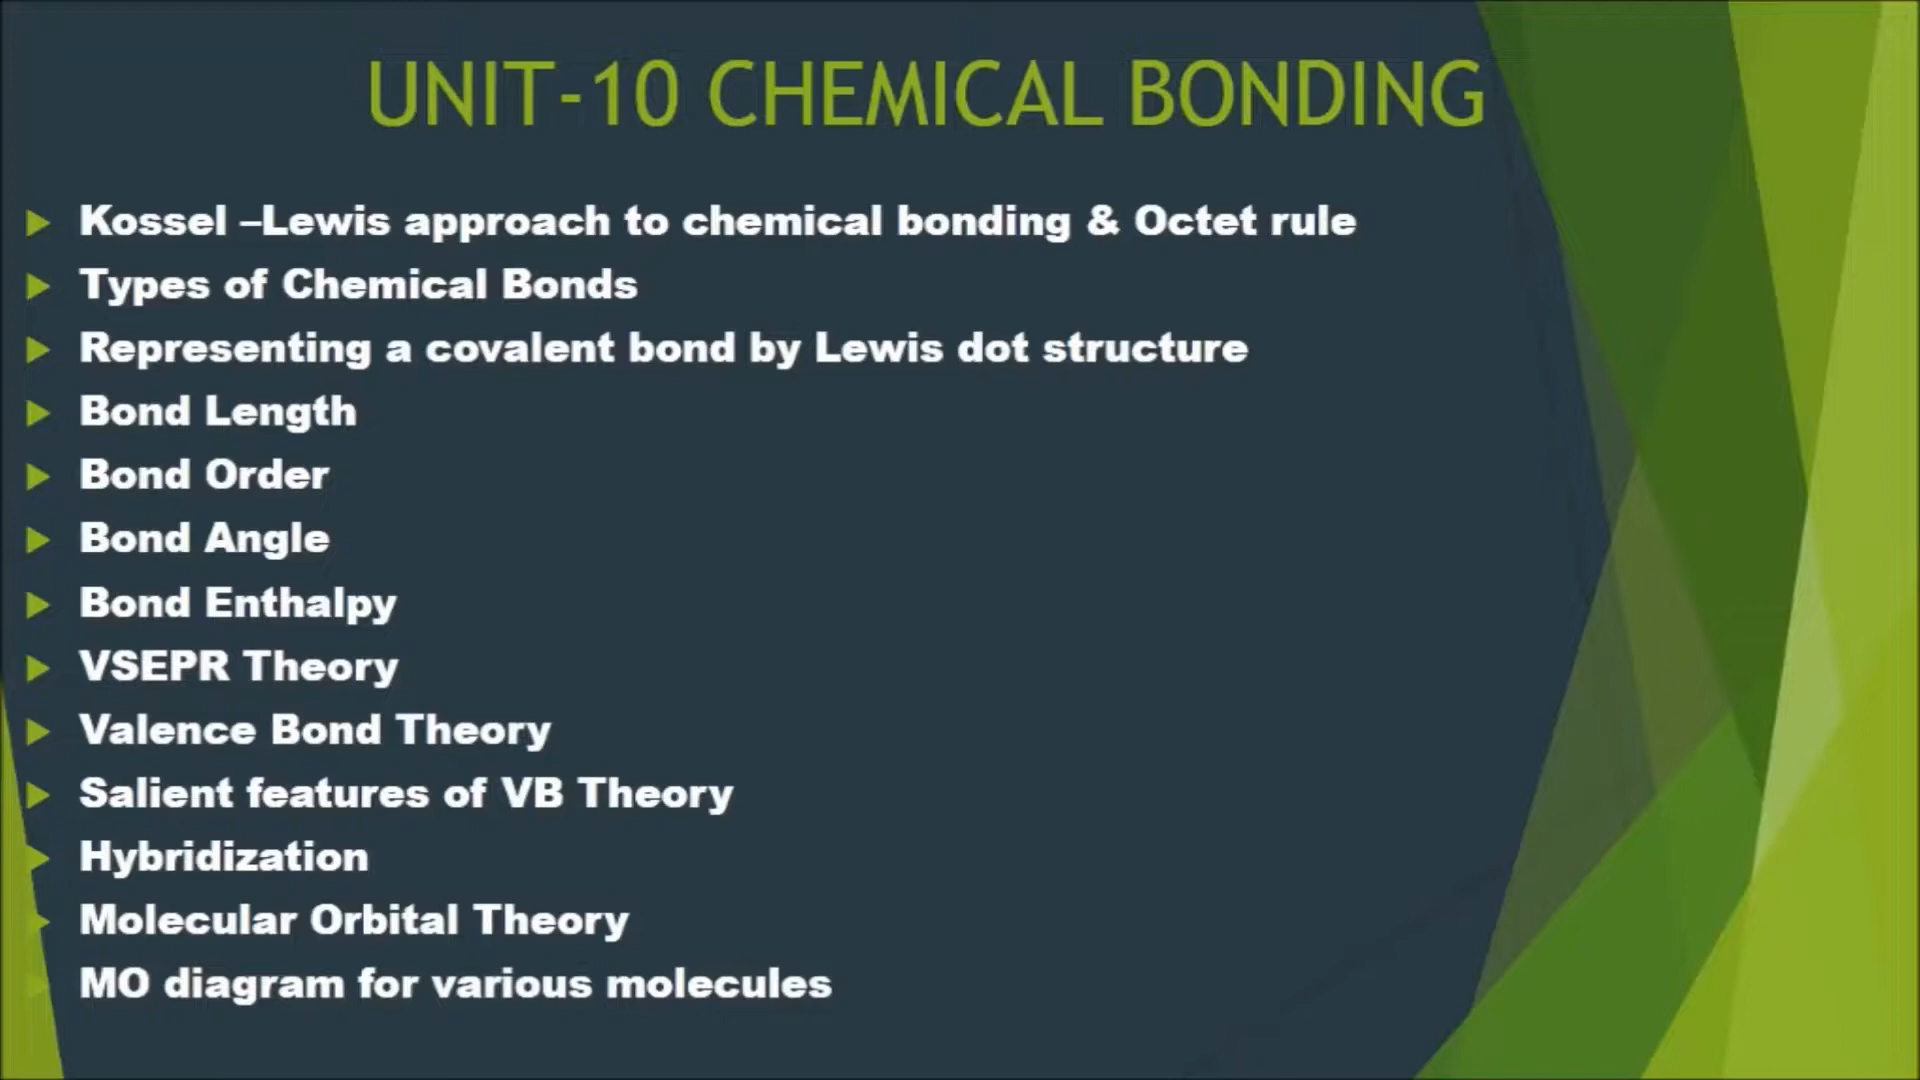 UNIT-10 CHEMICAL BONDING
Kossel –Lewis approach to chemical bonding & Octet rule
Types of Chemical Bonds
Representing a covalent bond by Lewis dot structure
Bond Length
Bond Order
Bond Angle
Bond Enthalpy
VSEPR Theory
Valence Bond Theory
Salient features of VB Theory
Hybridization
Molecular Orbital Theory
MO diagram for various molecules